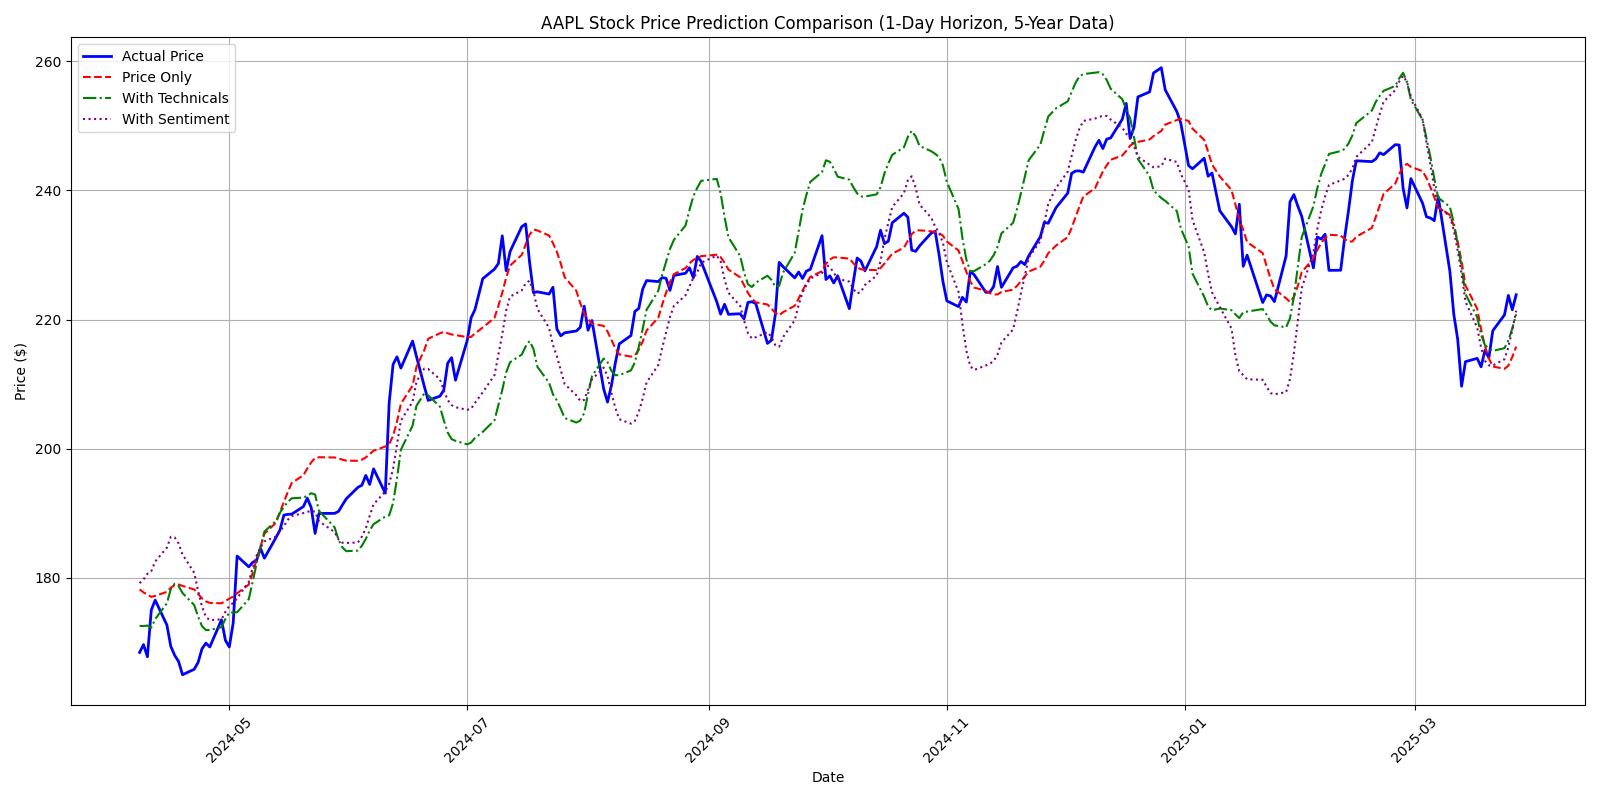 AAPL Stock Price Prediction Comparison (1-Day Horizon, 5-Year Data)
Actual Price
Price Only
With Technicals
With Sentiment
260
240
220
200
180
Price ($)
2024-05
2024-07
2024-09
2024-11
2025-01
2025-03
Date